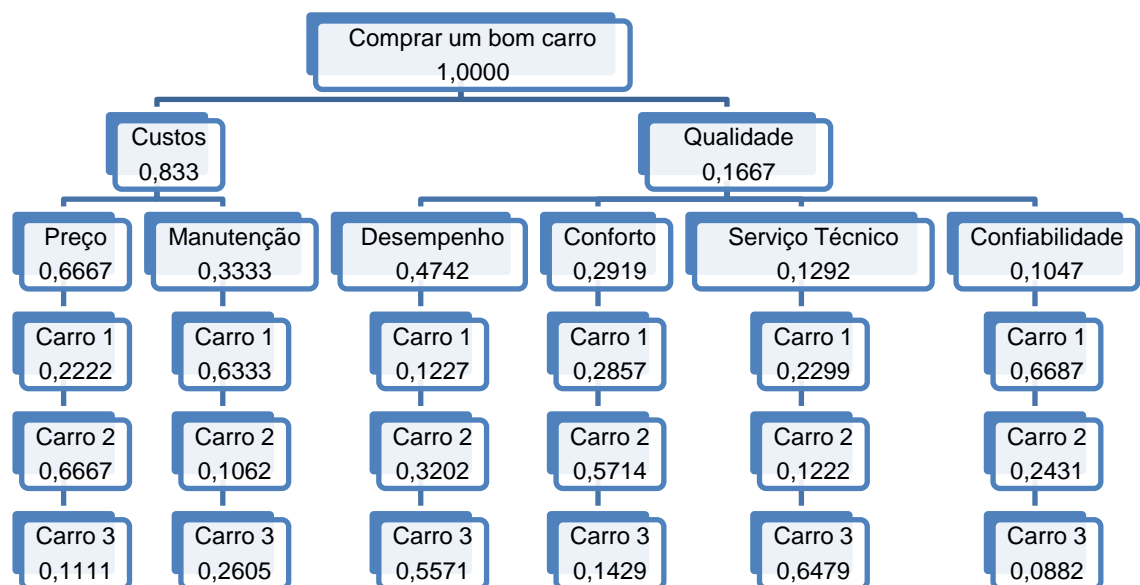 Comprar um bom carro
1,0000
Custos
0,833
Qualidade
0,1667
Preço
0,6667
Manutenção
0,3333
Desempenho
0,4742
Conforto
0,2919
Serviço Técnico
0,1292
Confiabilidade
0,1047
Carro 1
0,2222
Carro 1
0,6333
Carro 1
0,1227
Carro 1
0,2857
Carro 1
0,2299
Carro 1
0,6687
Carro 2
0,6667
Carro 2
0,1062
Carro 2
0,3202
Carro 2
0,5714
Carro 2
0,1222
Carro 2
0,2431
Carro 3
0,1111
Carro 3
0,2605
Carro 3
0,5571
Carro 3
0,1429
Carro 3
0,6479
Carro 3
0,0882